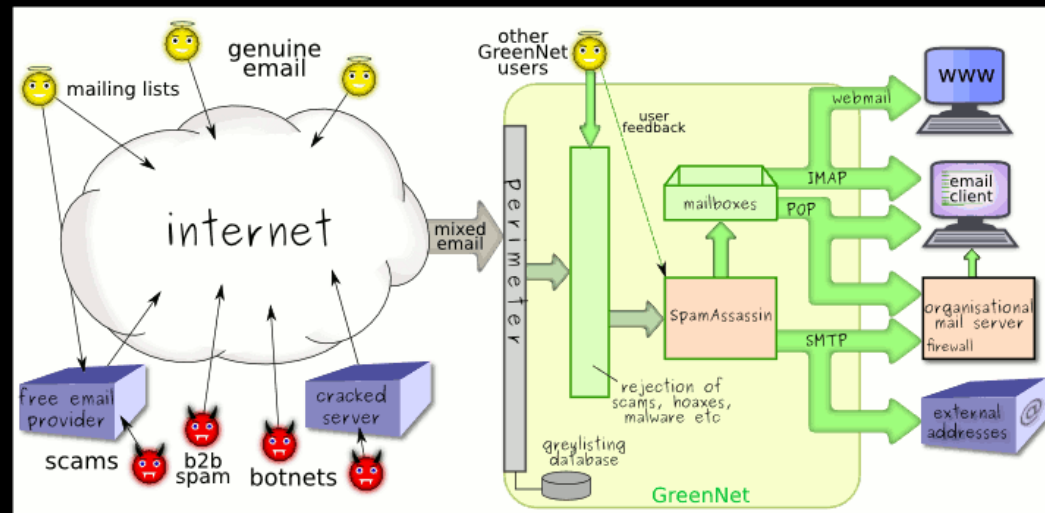 genuine
email
mailing lists
internet
mixed
email
free email
provider
scams
b2b
spam
botnets
cracked
server
perimeter
other
GreenNet
users
user
feedback
mailboxes
SpamAssassin
rejection of
scams, hoaxes,
malware etc
greylisting
database
GreenNet
webmail
IMAP
POP
SMTP
www
email
client
organisational
mail server
firewall
external
addresses
@